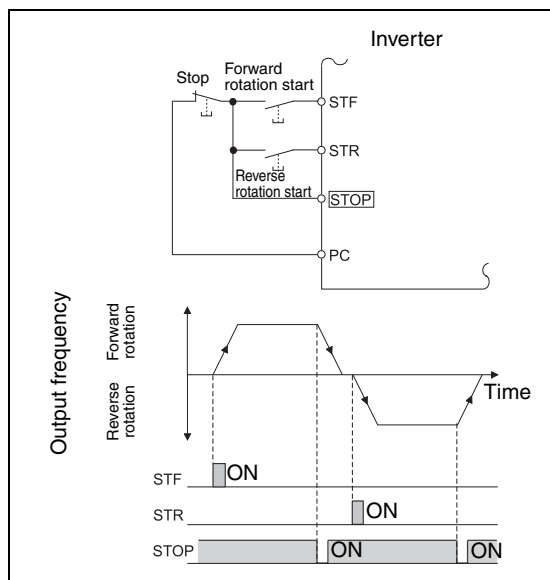 Inverter
Stop
Forward
rotation start
STF
STR
Reverse
rotation start
STOP
PC
Output frequency
Forward
rotation
Reverse
rotation
Time
STF
ON
STR
ON
STOP
ON
ON